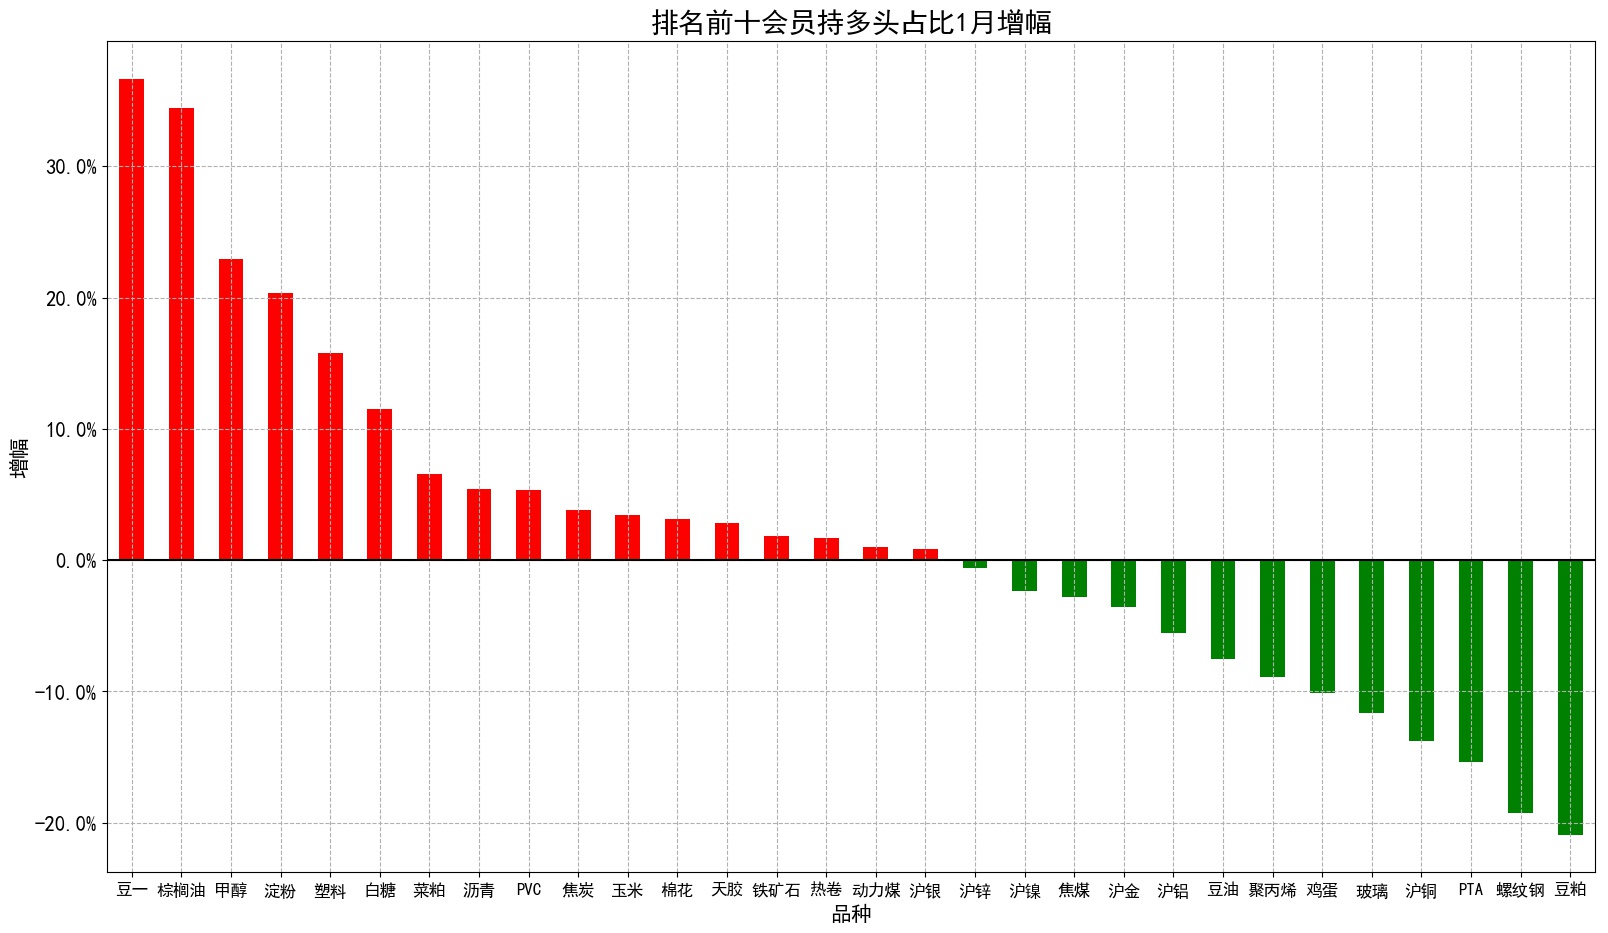 排名前十会员持多头占比1月增幅
增幅
30.0%
20.0%
10.0%
0.0%
−10.0%
−20.0%
豆一 棕榈油 甲醇 淀粉 塑料 白糖 菜粕 沥青 PVC 焦炭 玉米 棉花 天胶 铁矿石 热卷 动力煤 沪银 沪锌 沪镍 焦煤 沪金 沪铝 豆油 聚丙烯 鸡蛋 玻璃 沪铜 PTA 螺纹钢 豆粕
品种